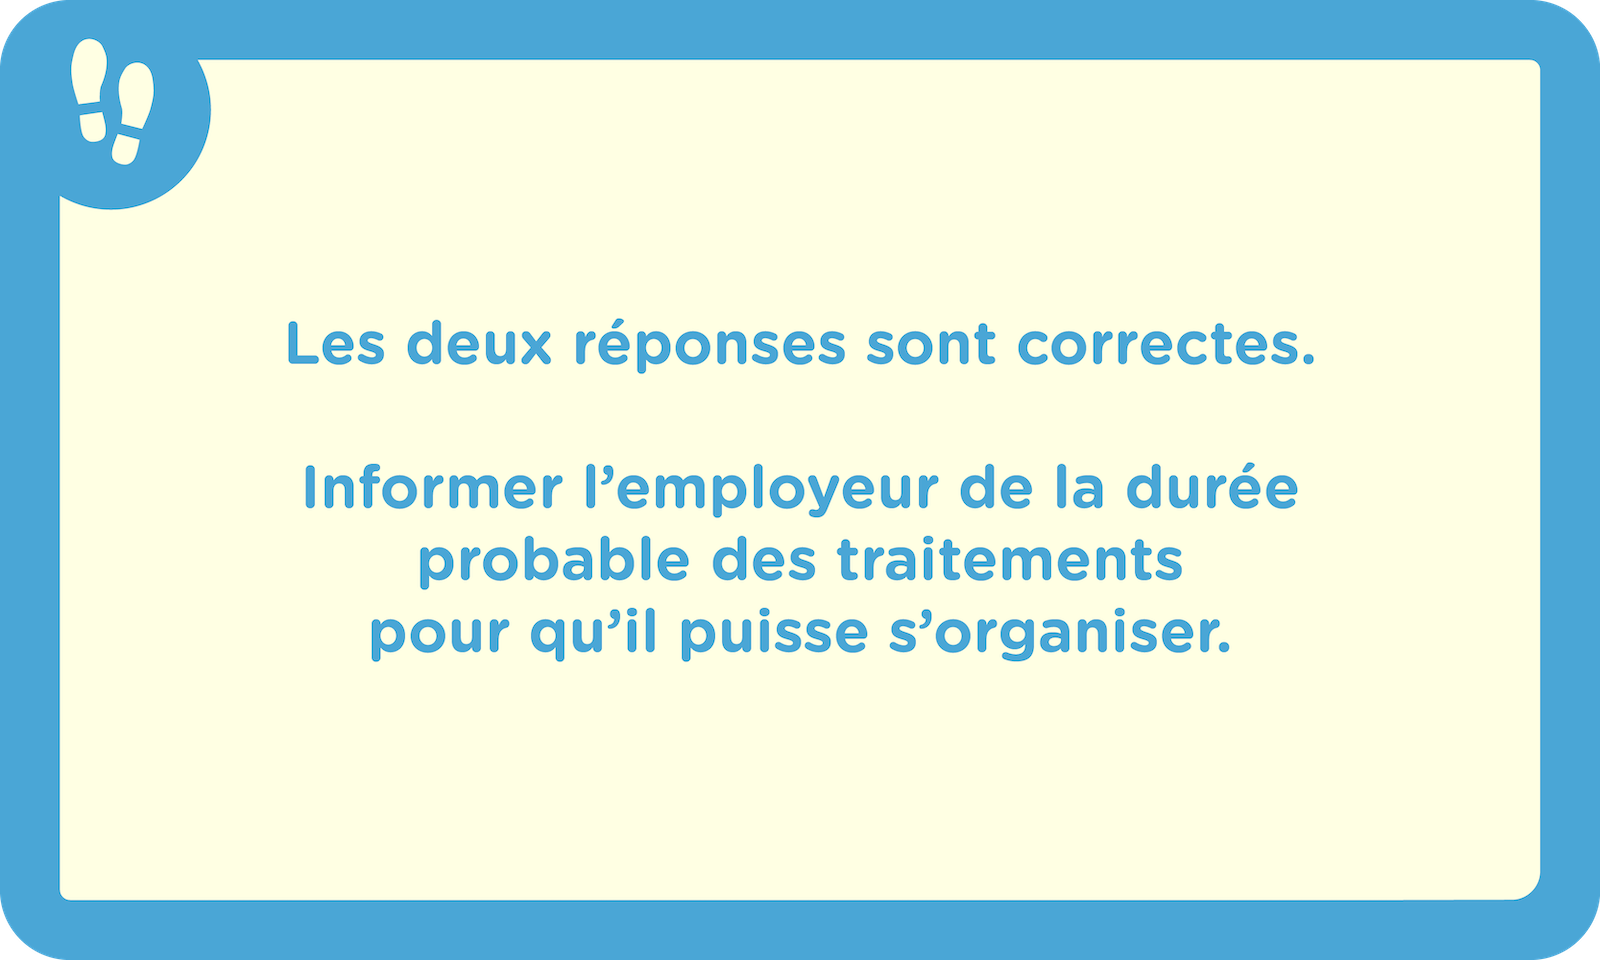 Les deux réponses sont correctes.
Informer l’employeur de la durée
probable des traitements
pour qu’il puisse s’organiser.